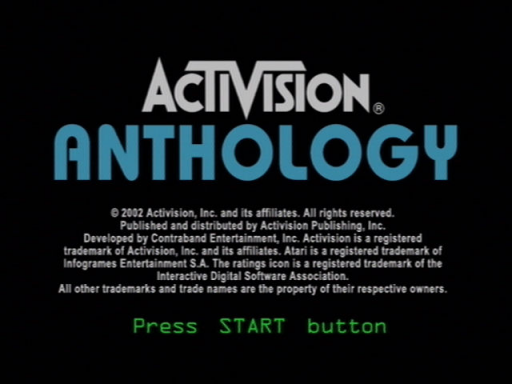 ACTIVISION®
ANTHOLOGY
© 2002 Activision, Inc. and its affiliates. All rights reserved.
Published and distributed by Activision Publishing, Inc.
Developed by Contraband Entertainment, Inc. Activision is a registered
trademark of Activision, Inc. and its affiliates. Atari is a registered trademark of
Infogrames Entertainment S.A. The ratings icon is a registered trademark of the
Interactive Digital Software Association.
All other trademarks and trade names are the property of their respective owners.
Press START button